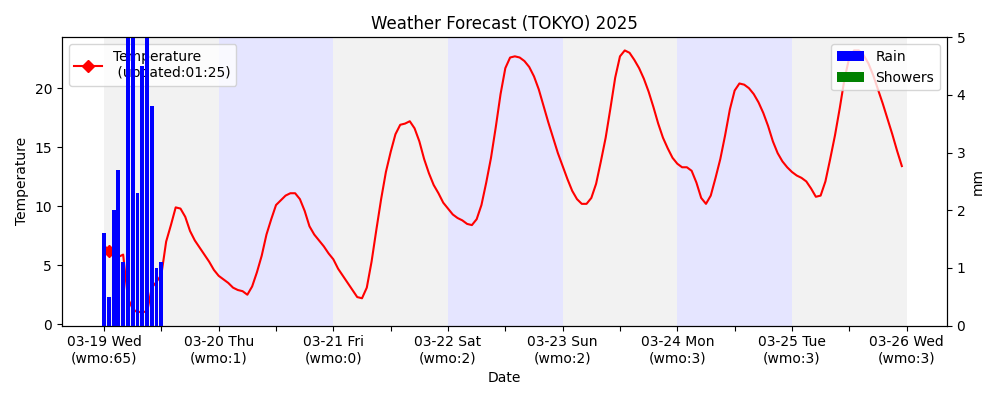 Weather Forecast (TOKYO) 2025
Temperature
(updated:01:25)
Rain
Showers
Temperature
0
5
10
15
20
0
1
2
3
4
5
mm
03-19 Wed
(wmo:65)
03-20 Thu
(wmo:1)
03-21 Fri
(wmo:0)
03-22 Sat
(wmo:2)
03-23 Sun
(wmo:2)
03-24 Mon
(wmo:3)
03-25 Tue
(wmo:3)
03-26 Wed
(wmo:3)
Date